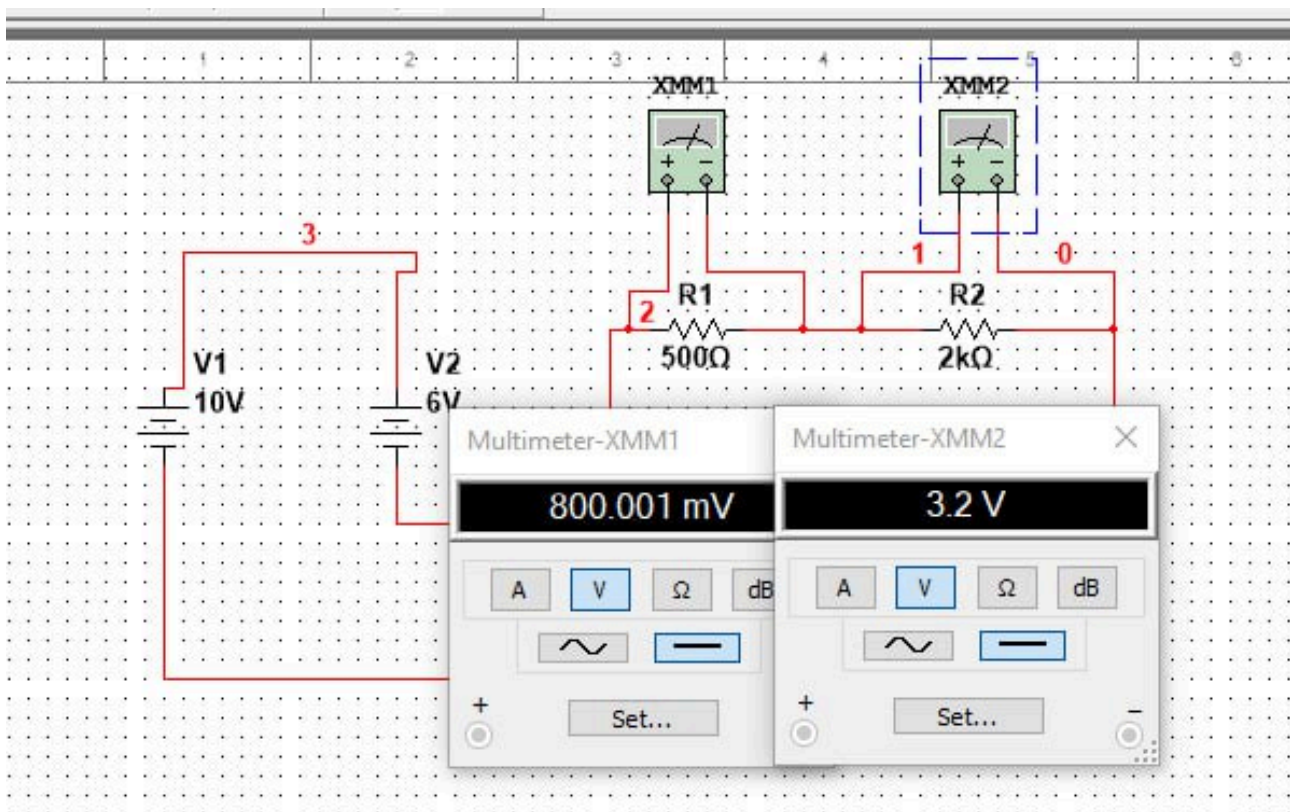 1 2 3 4 5 6
XMM1 XMM2
+ − + −
3 1 0
2 R1 R2
500Ω 2kΩ
V1 V2
10V 6V
Multimeter-XMM1
800.001 mV
A V Ω dB
+
Set...
Multimeter-XMM2
3.2 V
A V Ω dB
+ −
Set...